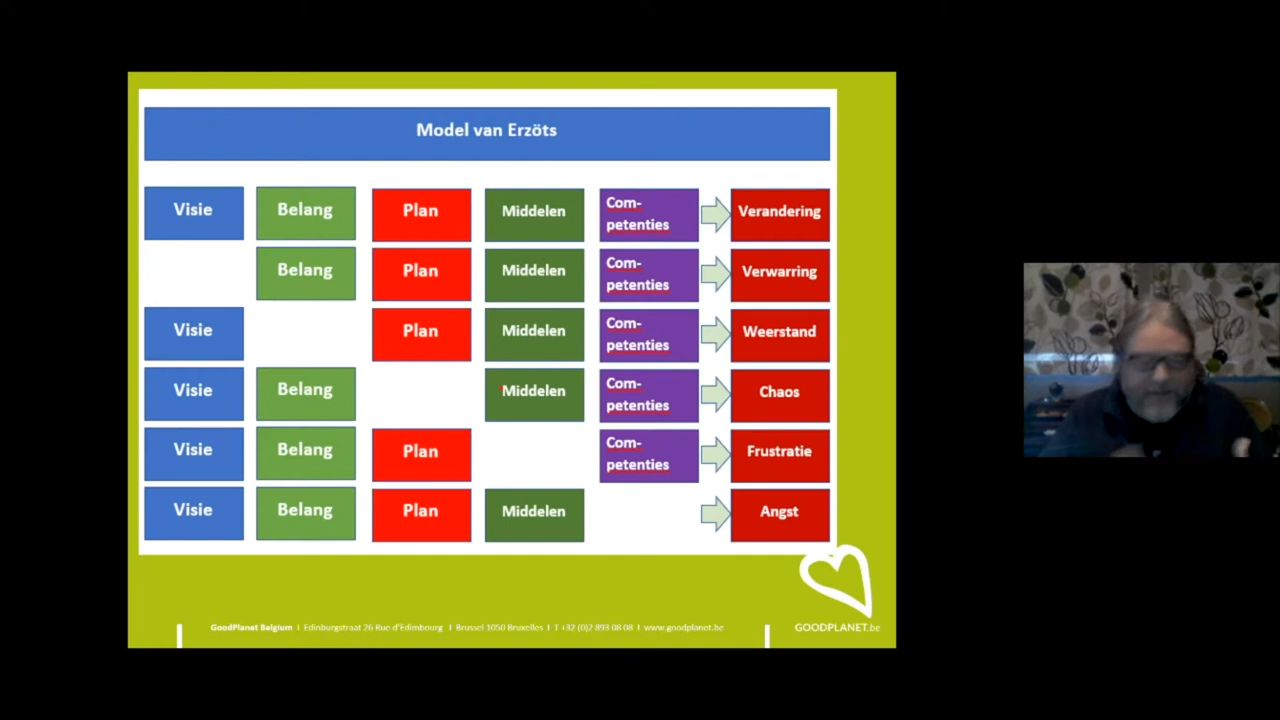 Model van Erzöts
Visie Belang Plan Middelen Com-petenties Verandering
Belang Plan Middelen Com-petenties Verwarring
Visie Plan Middelen Com-petenties Weerstand
Visie Belang Middelen Com-petenties Chaos
Visie Belang Plan Com-petenties Frustratie
Visie Belang Plan Middelen Angst
GoodPlanet Belgium I Edinburgstraat 26 Rue d'Edimbourg I Brussel 1050 Bruxelles I T +32 (0)2 893 08 08 I www.goodplanet.be
GOODPLANET.be